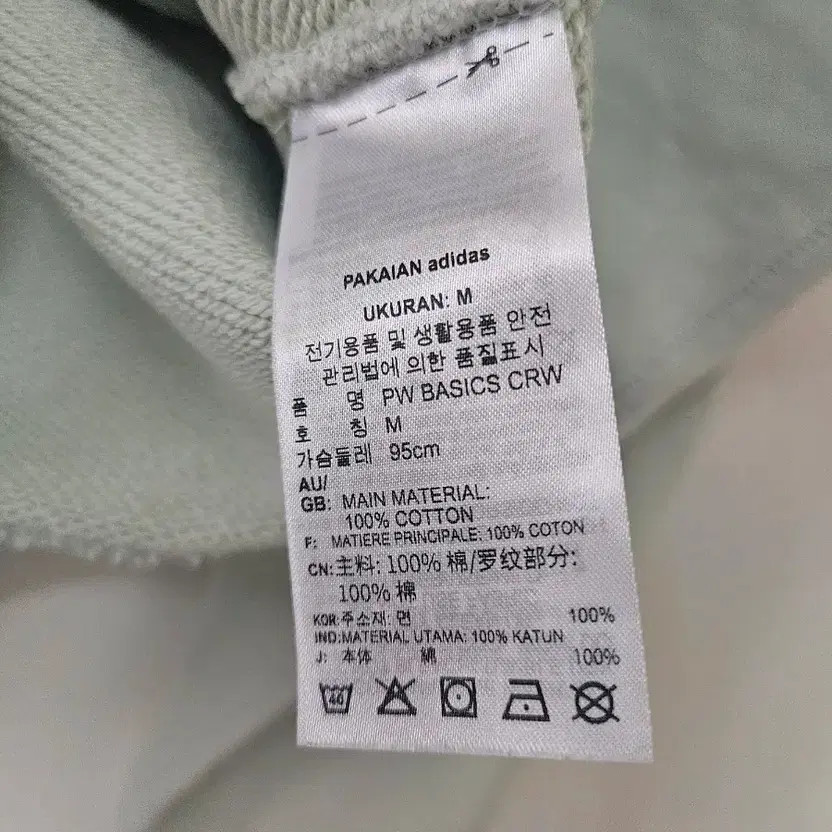 PAKAIAN adidas
UKURAN: M
전기용품 및 생활용품 안전
관리법에 의한 품질표시
품 명 PW BASICS CRW
호 칭 M
가슴둘레 95cm
AU/
GB: MAIN MATERIAL:
100% COTTON
F: MATIERE PRINCIPALE: 100% COTON
CN:主料: 100% 棉/罗纹部分:
100% 棉
KOR:주소재: 면 100%
IND:MATERIAL UTAMA: 100% KATUN
J: 本体 綿 100%
40